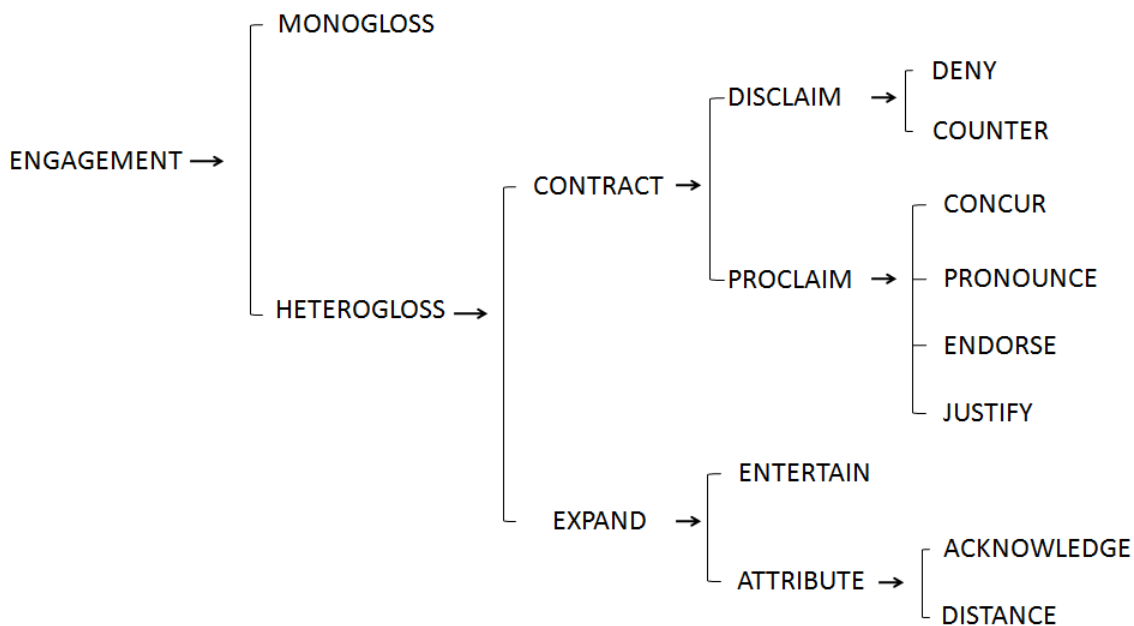 MONOGLOSS
DENY
DISCLAIM
COUNTER
ENGAGEMENT
CONTRACT
CONCUR
PROCLAIM
PRONOUNCE
HETEROGLOSS
ENDORSE
JUSTIFY
ENTERTAIN
EXPAND
ACKNOWLEDGE
ATTRIBUTE
DISTANCE